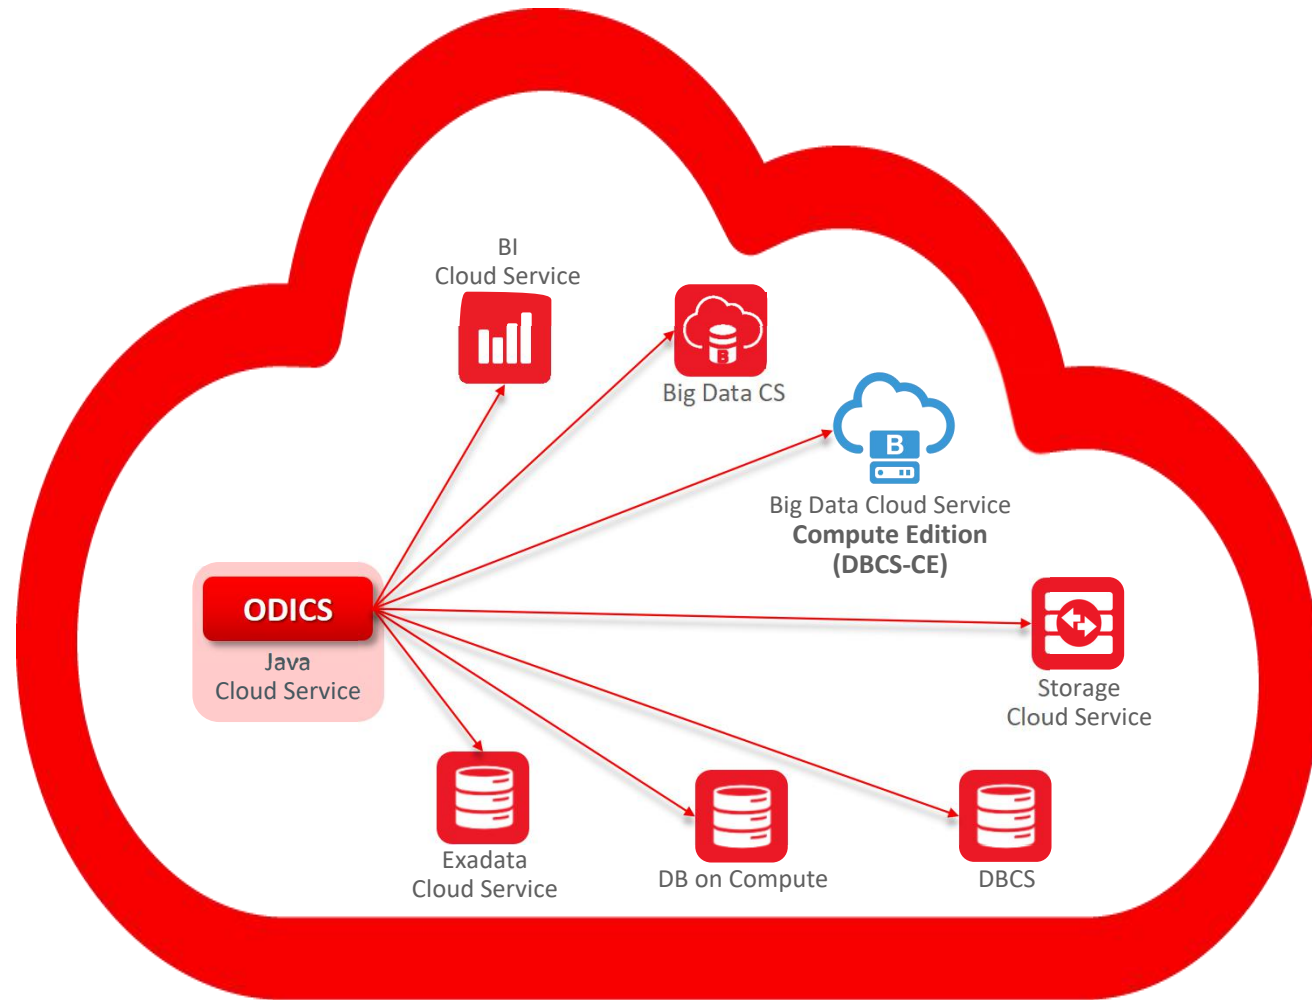 BI
Cloud Service
B
Big Data CS
B
Big Data Cloud Service
Compute Edition
(DBCS-CE)
ODICS
Java
Cloud Service
Storage
Cloud Service
Exadata
Cloud Service
DB on Compute
DBCS